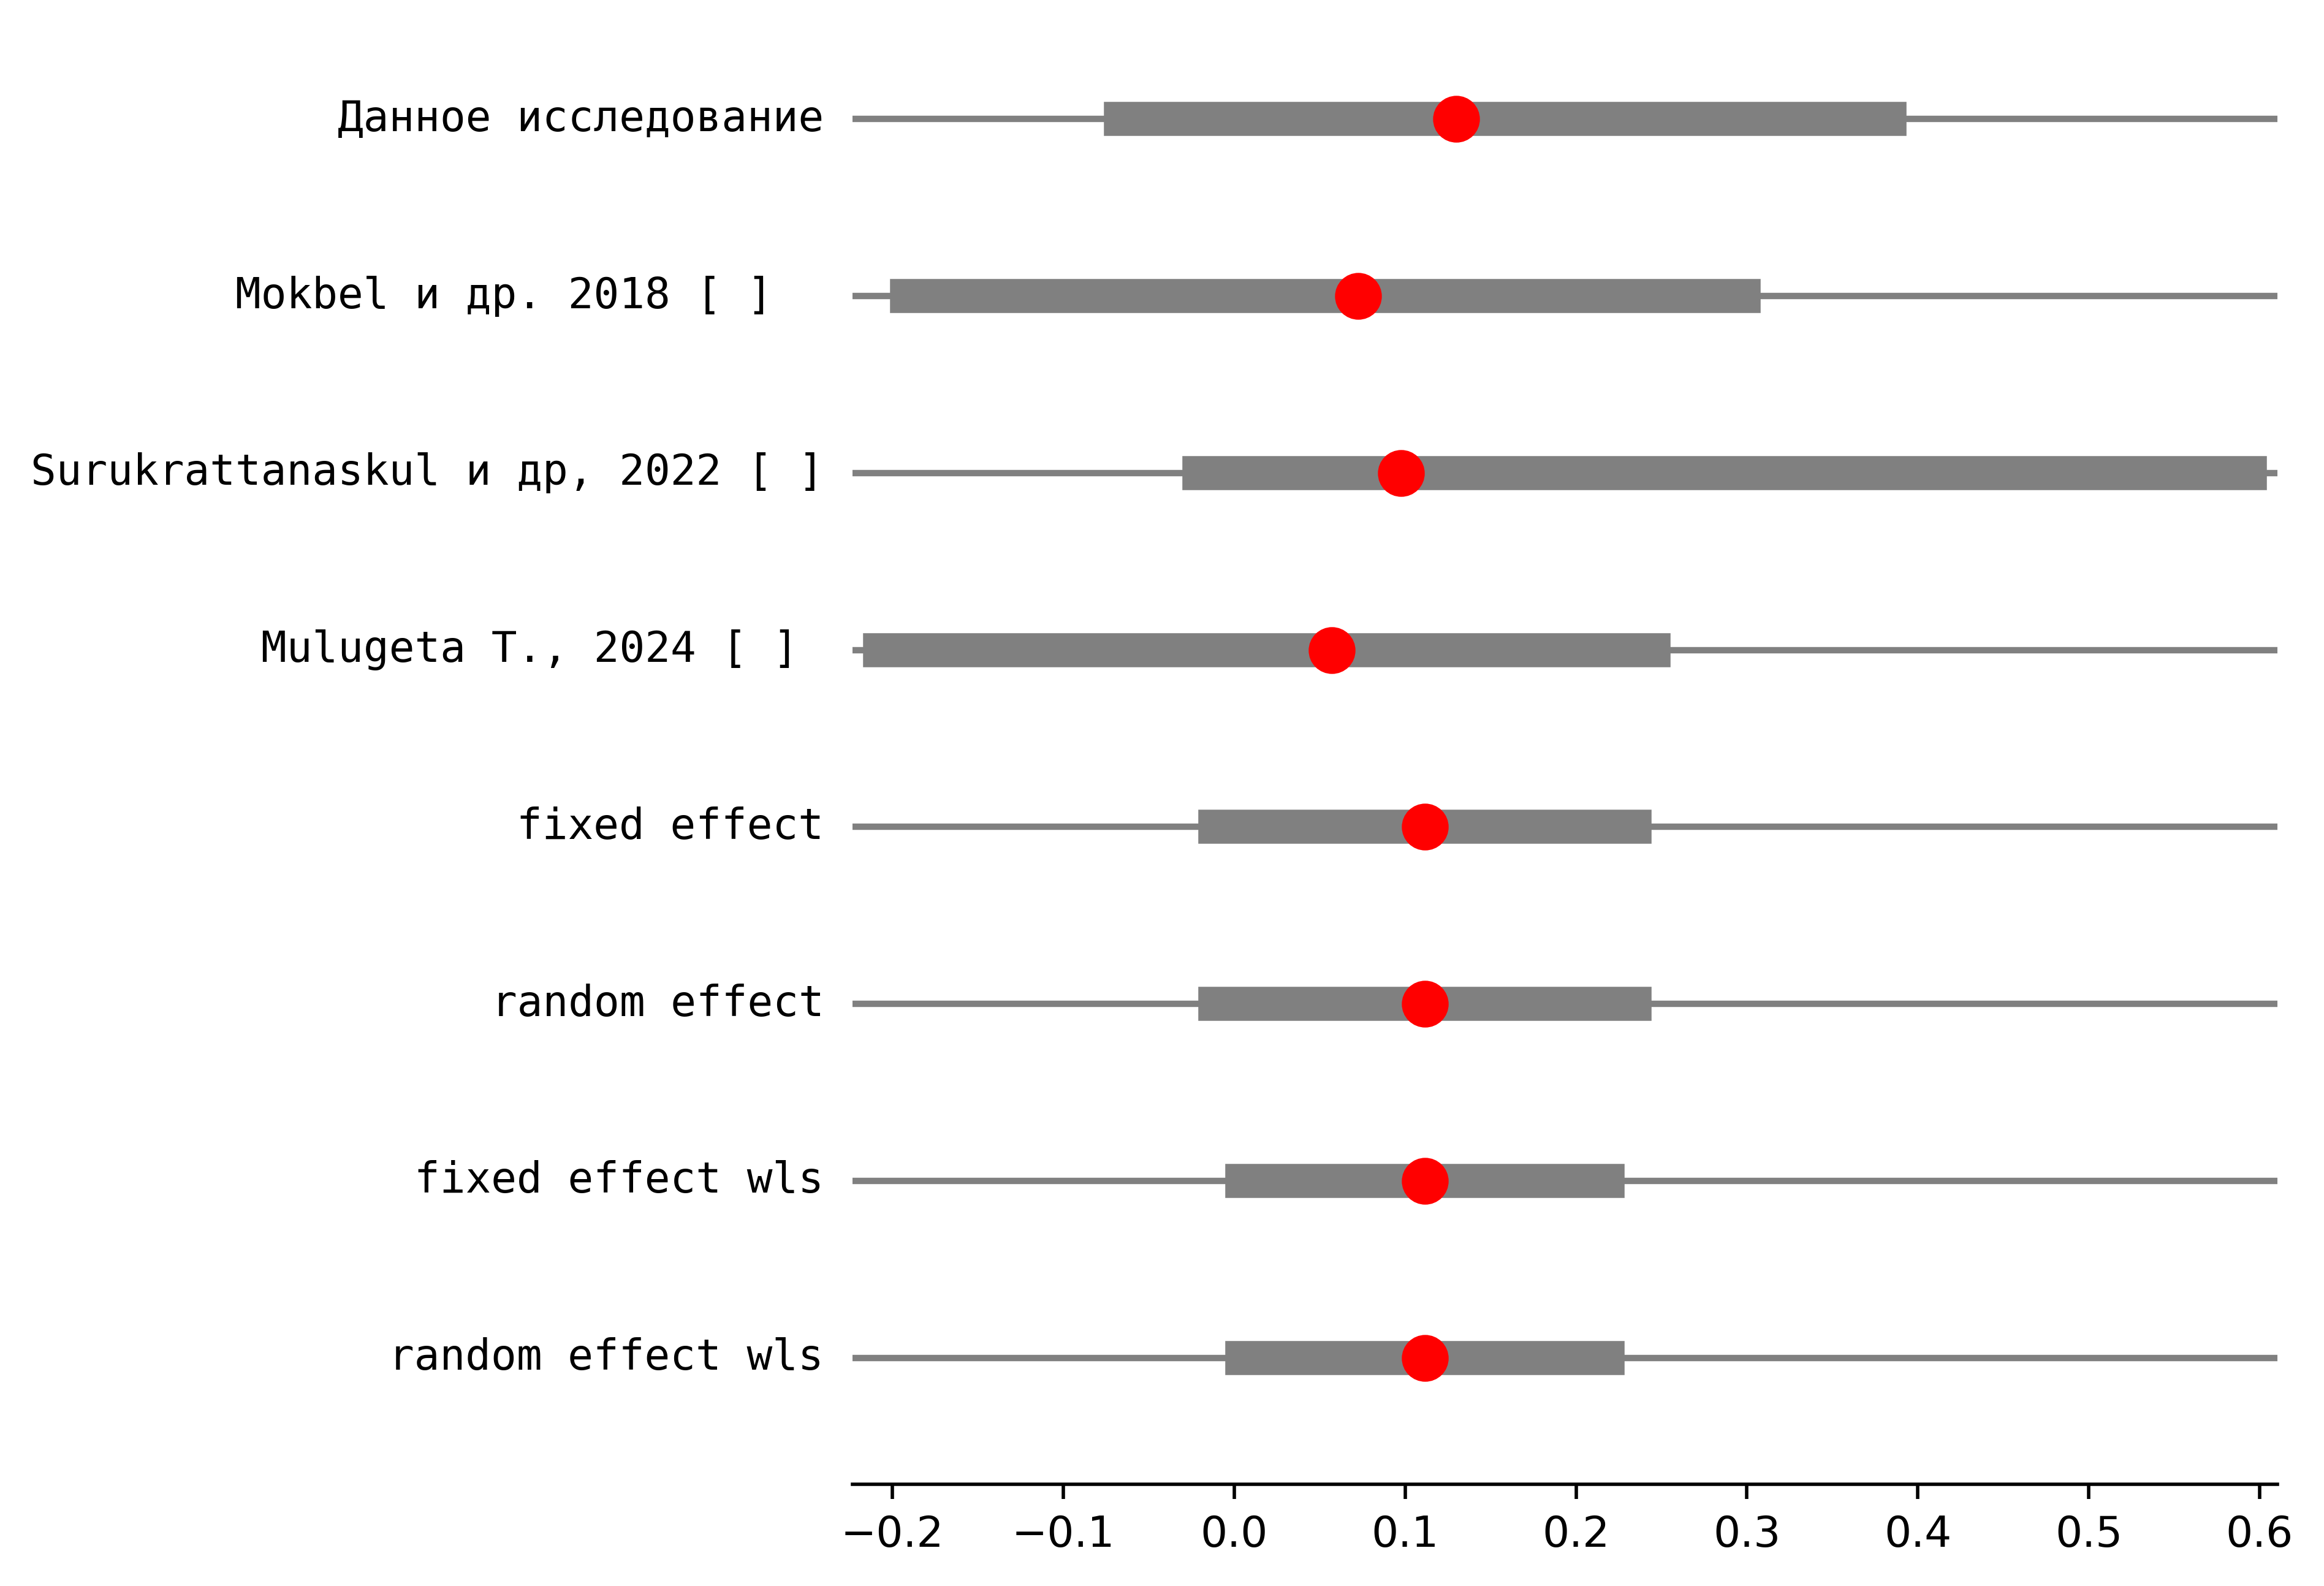 Данное исследование
Mokbel и др. 2018 [ ]
Surukrattanaskul и др, 2022 [ ]
Mulugeta T., 2024 [ ]
fixed effect
random effect
fixed effect wls
random effect wls
−0.2 −0.1 0.0 0.1 0.2 0.3 0.4 0.5 0.6